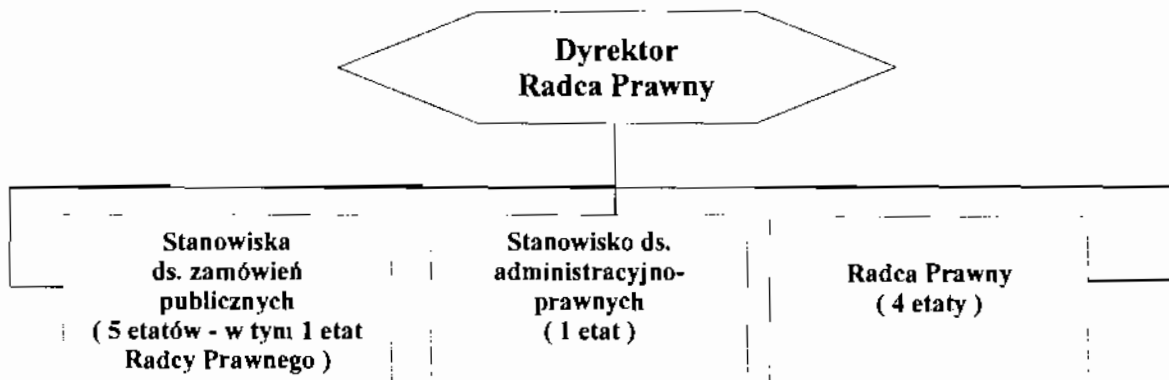 Dyrektor
Radca Prawny
Stanowiska
ds. zamówień
publicznych
( 5 etatów - w tym 1 etat
Radcy Prawnego )
Stanowisko ds.
administracyjno-
prawnych
( 1 etat )
Radca Prawny
( 4 etaty )